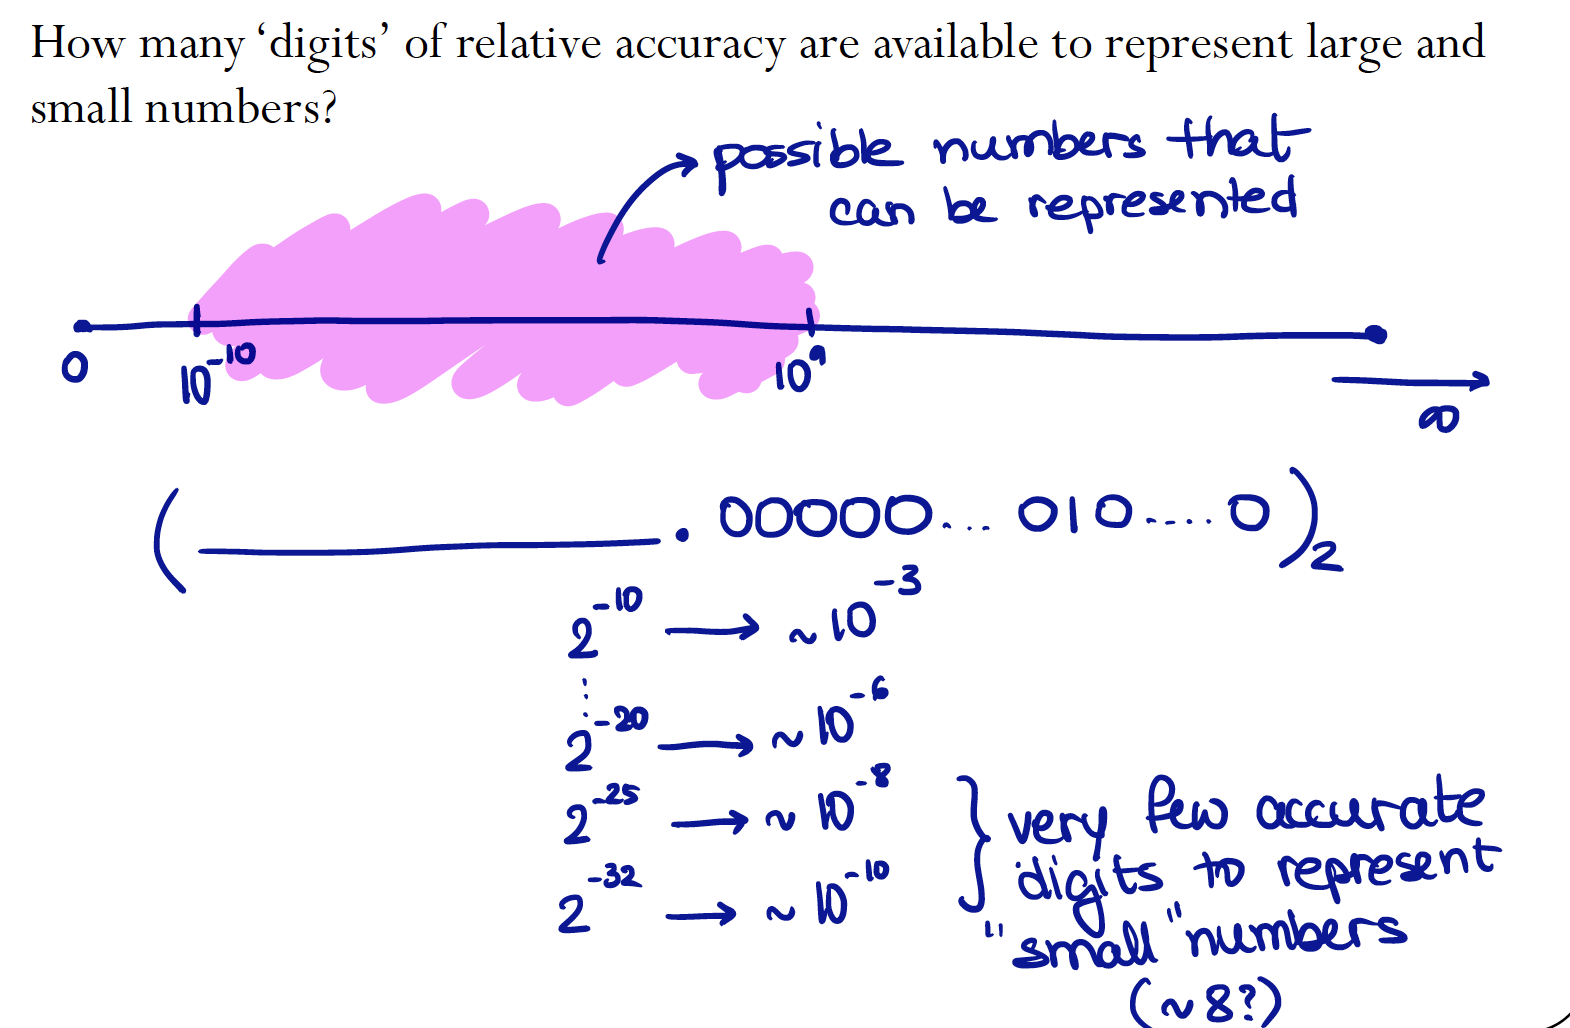 How many ‘digits’ of relative accuracy are available to represent large and
small numbers?
possible numbers that
can be represented
0
10^-10
10^9
∞
( ________ . 00000... 010.... 0 )_2
2^-10 → ~10^-3
⋮
2^-20 → ~10^-6
2^-25 → ~10^-8
2^-32 → ~10^-10
very few accurate
digits to represent
"small" numbers
(~8?)